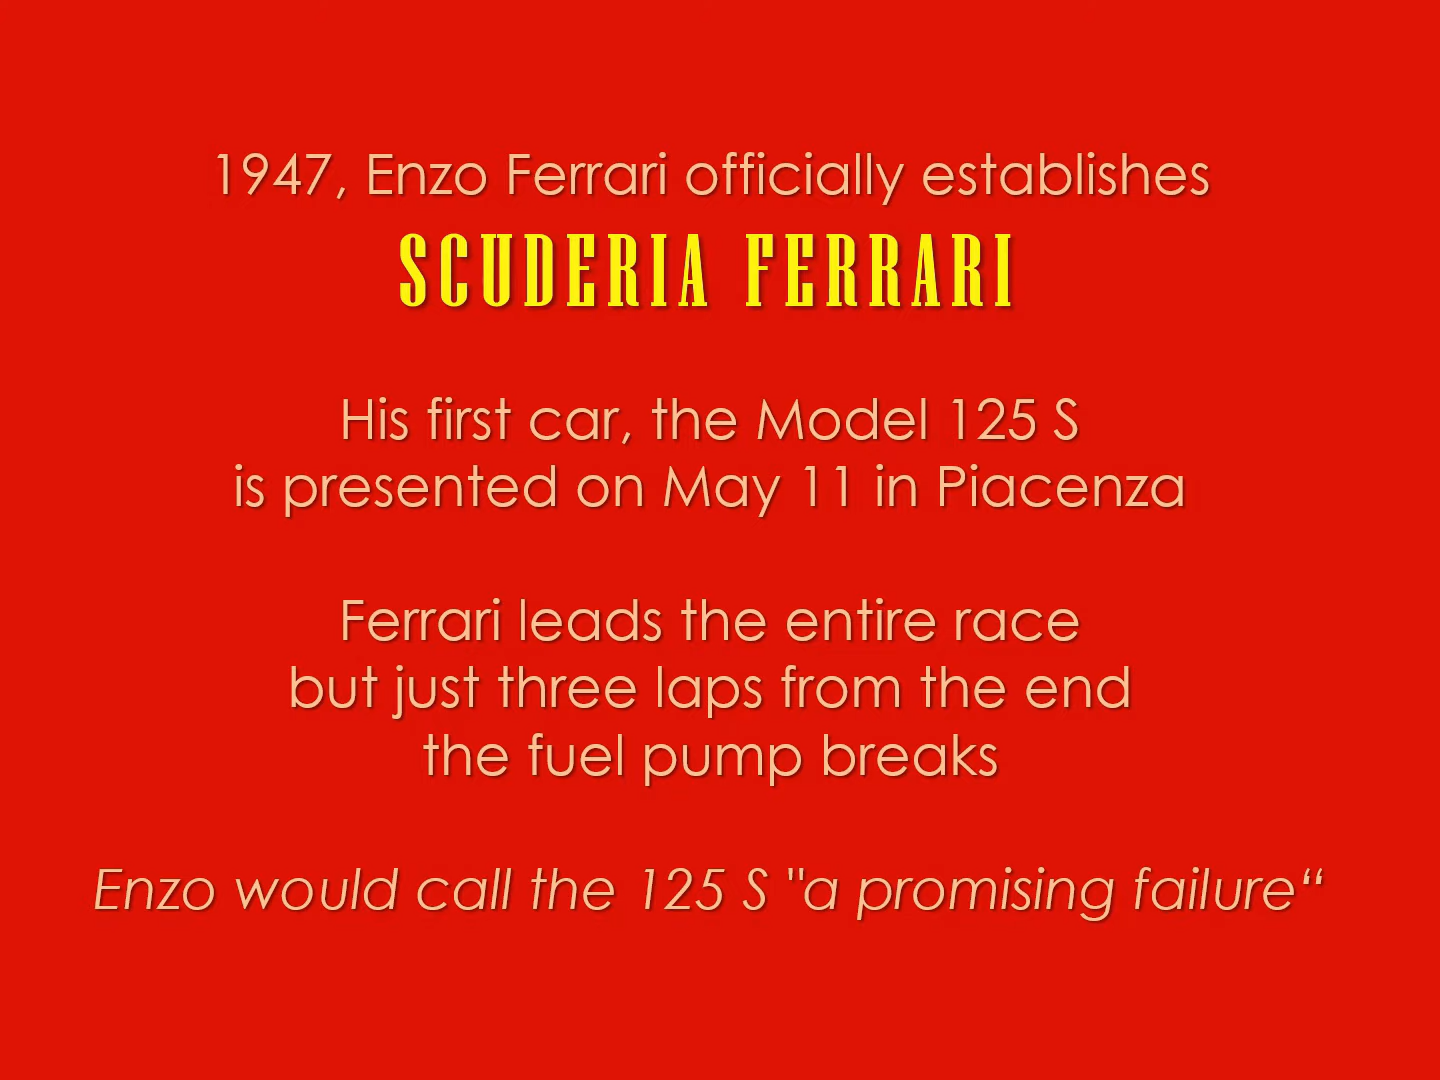 1947, Enzo Ferrari officially establishes
SCUDERIA FERRARI
His first car, the Model 125 S
is presented on May 11 in Piacenza
Ferrari leads the entire race
but just three laps from the end
the fuel pump breaks
Enzo would call the 125 S "a promising failure“